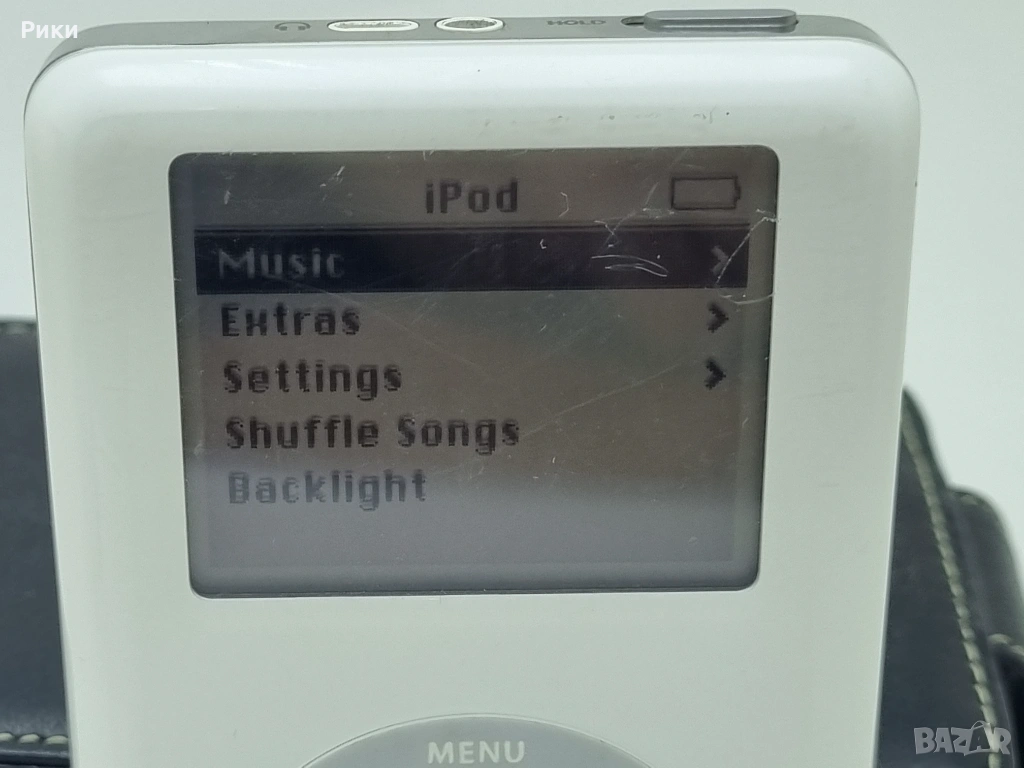 Рики
HOLD
iPod
Music
Extras
Settings
Shuffle Songs
Backlight
MENU
BAZAR